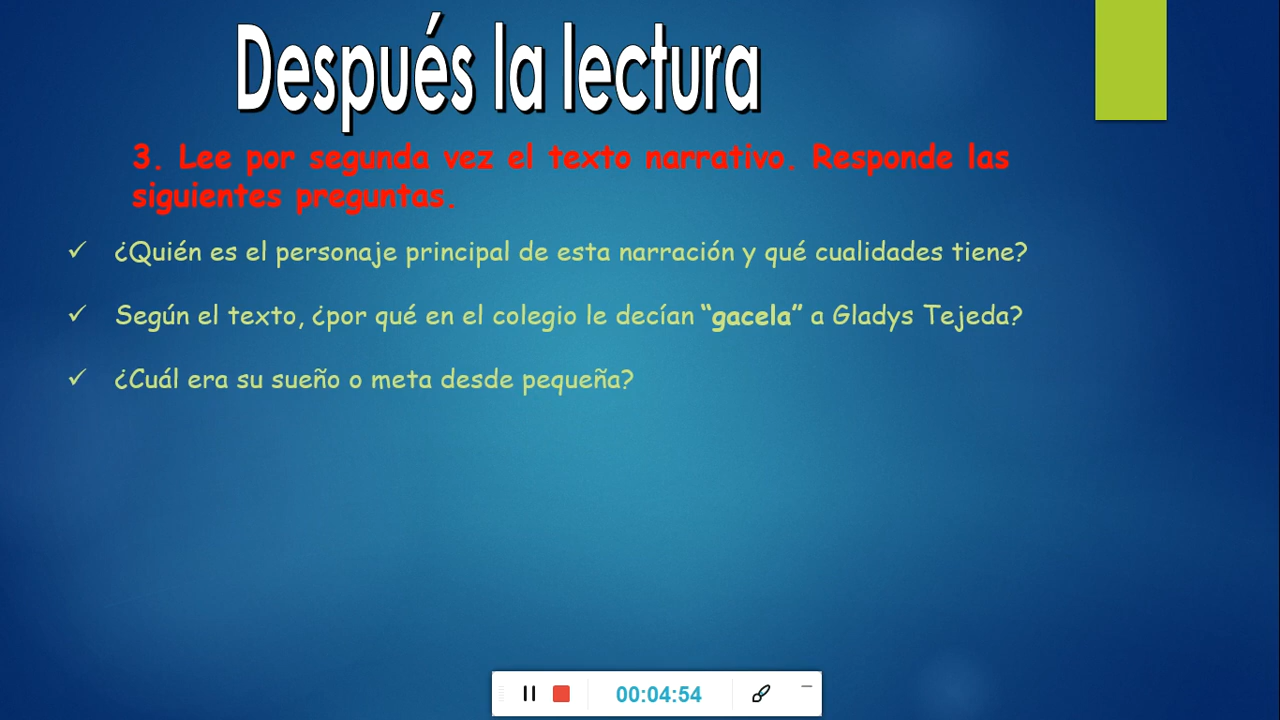 Después la lectura
3. Lee por segunda vez el texto narrativo. Responde las
siguientes preguntas.
✓ ¿Quién es el personaje principal de esta narración y qué cualidades tiene?
✓ Según el texto, ¿por qué en el colegio le decían “gacela” a Gladys Tejeda?
✓ ¿Cuál era su sueño o meta desde pequeña?
00:04:54